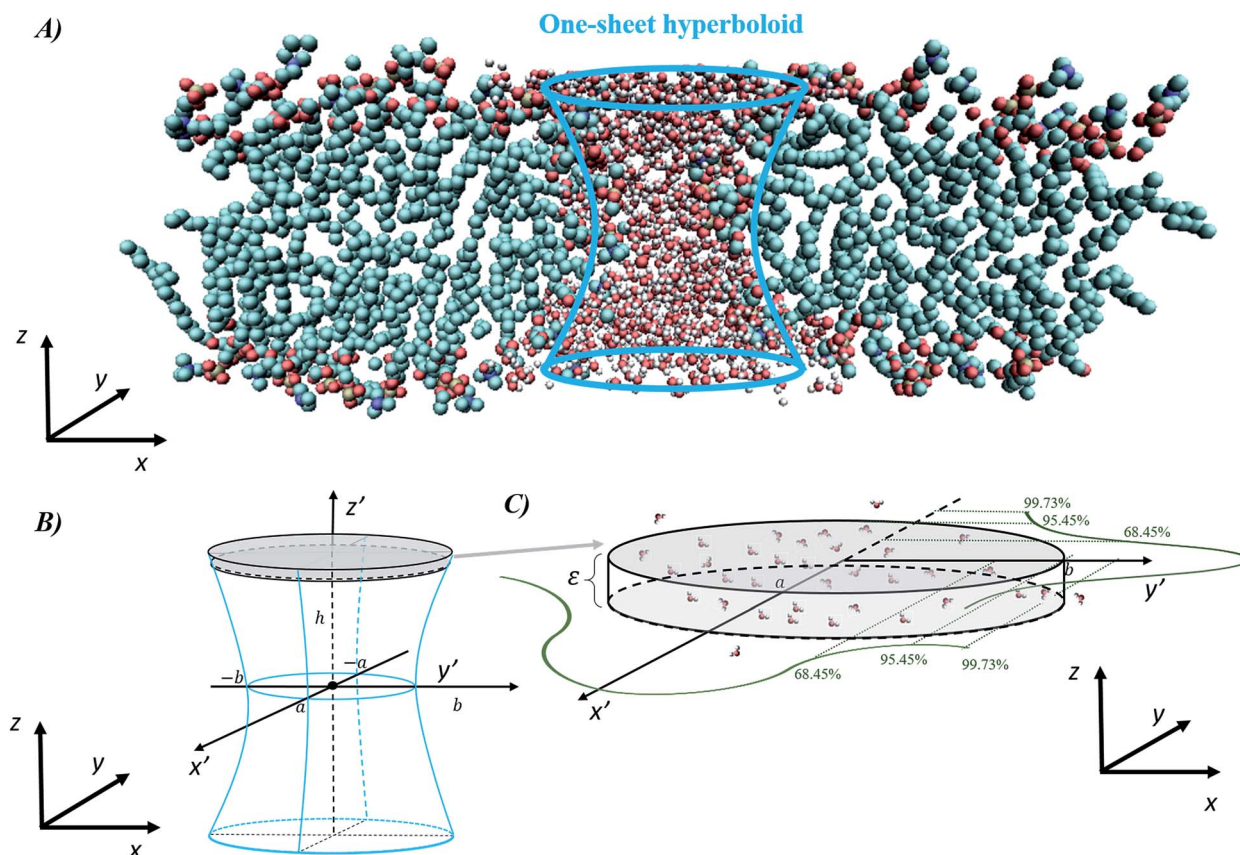 A)
One-sheet hyperboloid
z
y
x
B)
z'
h
-a
-b
y'
a
b
x'
z
y
x
C)
99.73%
95.45%
68.45%
ε
a
b
y'
68.45%
95.45%
99.73%
x'
z
y
x